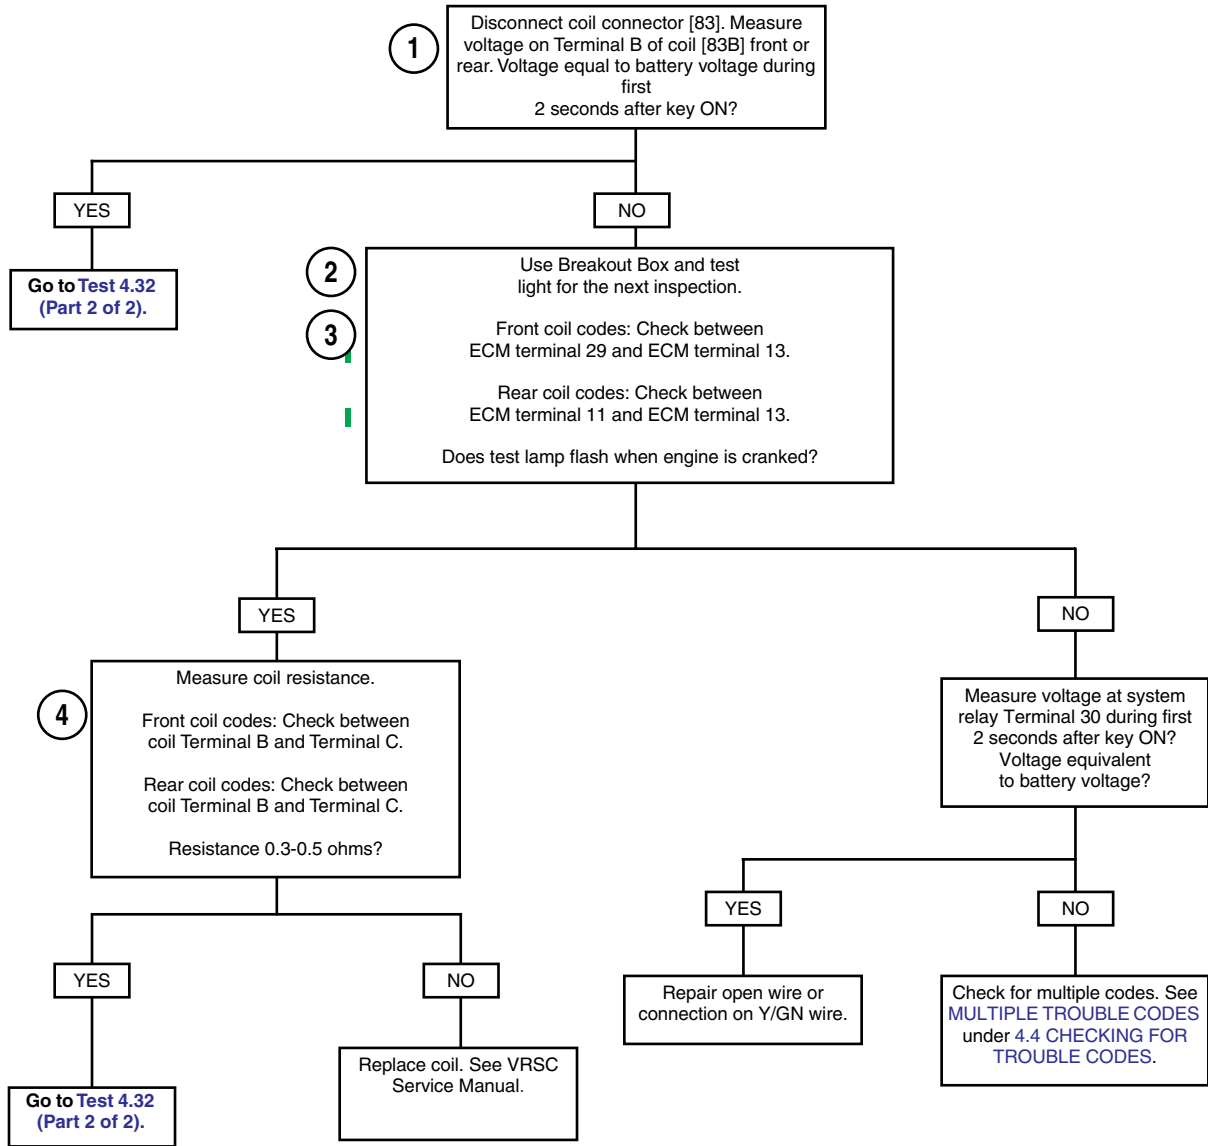 1
Disconnect coil connector [83]. Measure
voltage on Terminal B of coil [83B] front or
rear. Voltage equal to battery voltage during
first
2 seconds after key ON?
YES
NO
Go to Test 4.32
(Part 2 of 2).
2
Use Breakout Box and test
light for the next inspection.
3
Front coil codes: Check between
ECM terminal 29 and ECM terminal 13.
Rear coil codes: Check between
ECM terminal 11 and ECM terminal 13.
Does test lamp flash when engine is cranked?
YES
NO
4
Measure coil resistance.
Front coil codes: Check between
coil Terminal B and Terminal C.
Rear coil codes: Check between
coil Terminal B and Terminal C.
Resistance 0.3-0.5 ohms?
Measure voltage at system
relay Terminal 30 during first
2 seconds after key ON?
Voltage equivalent
to battery voltage?
YES
NO
YES
NO
Go to Test 4.32
(Part 2 of 2).
Replace coil. See VRSC
Service Manual.
Repair open wire or
connection on Y/GN wire.
Check for multiple codes. See
MULTIPLE TROUBLE CODES
under 4.4 CHECKING FOR
TROUBLE CODES.